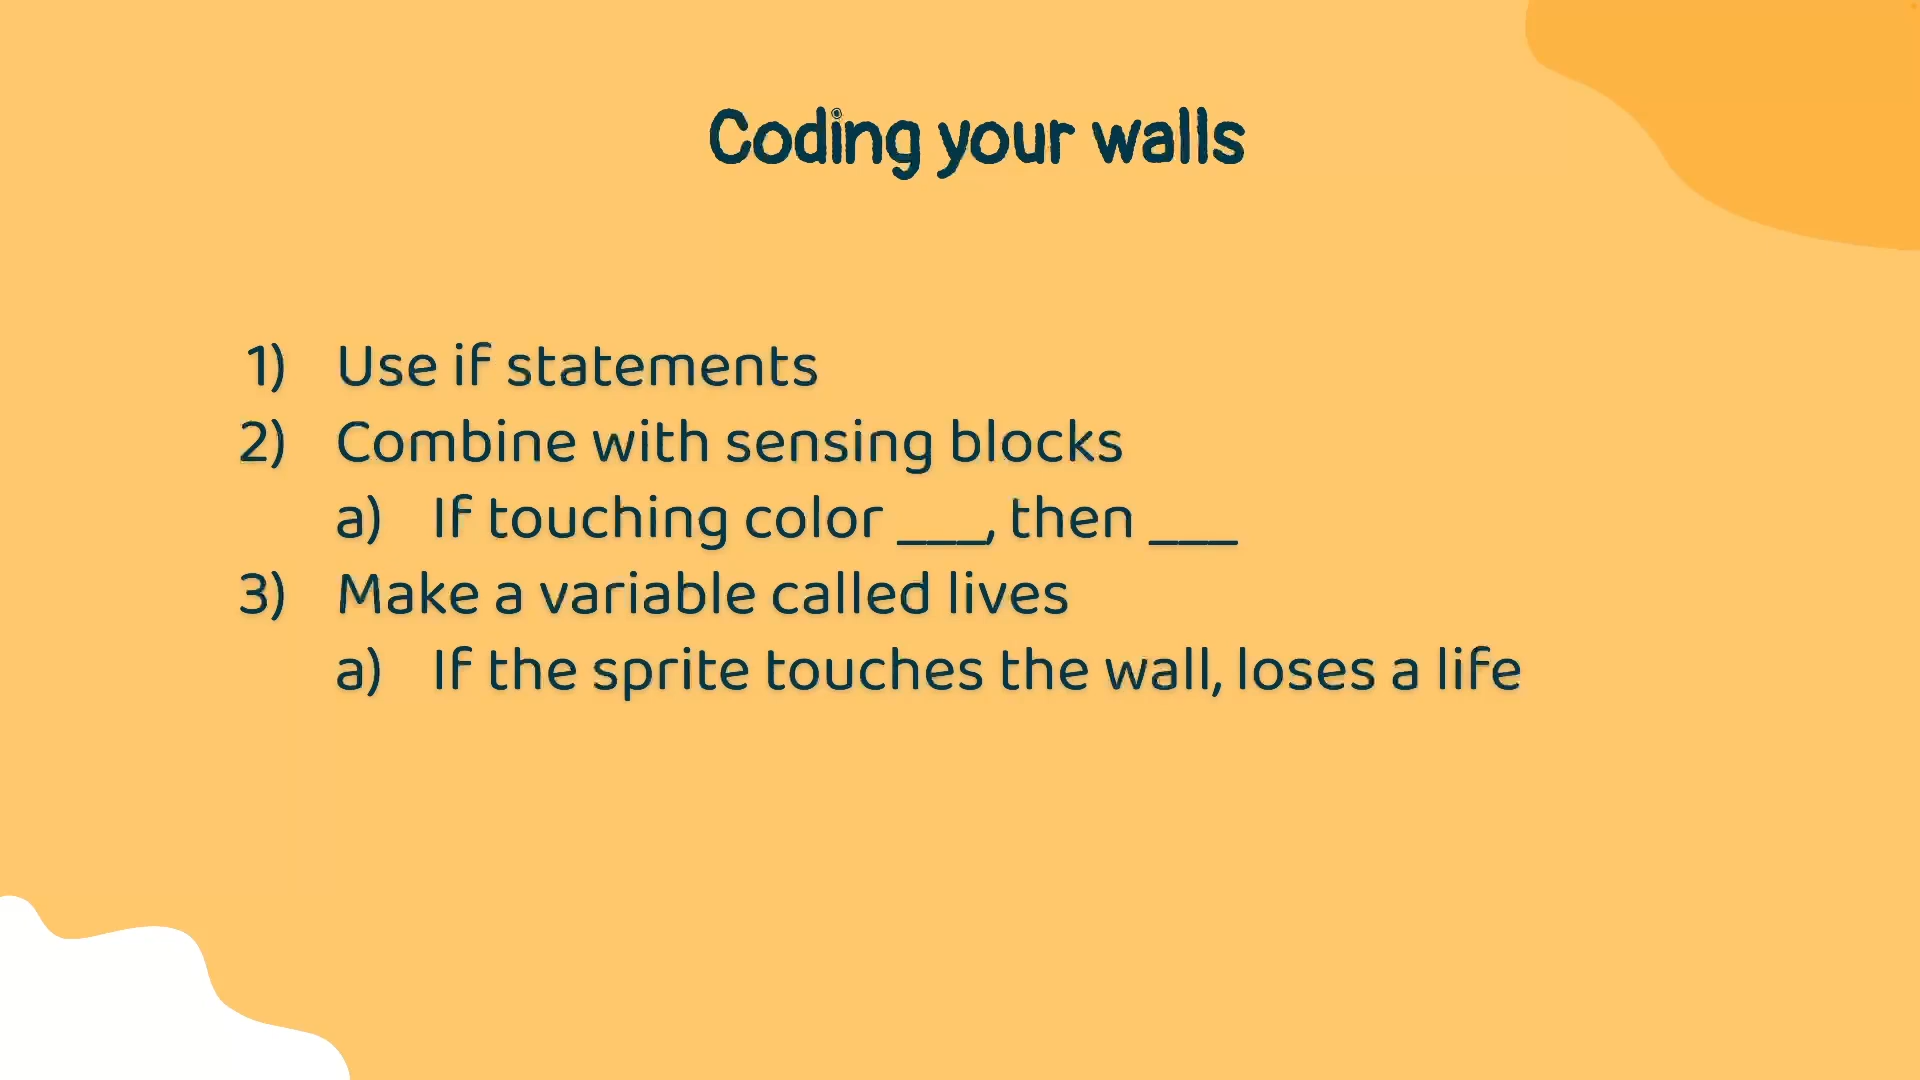 Coding your walls
1) Use if statements
2) Combine with sensing blocks
a) If touching color ___, then ___
3) Make a variable called lives
a) If the sprite touches the wall, loses a life